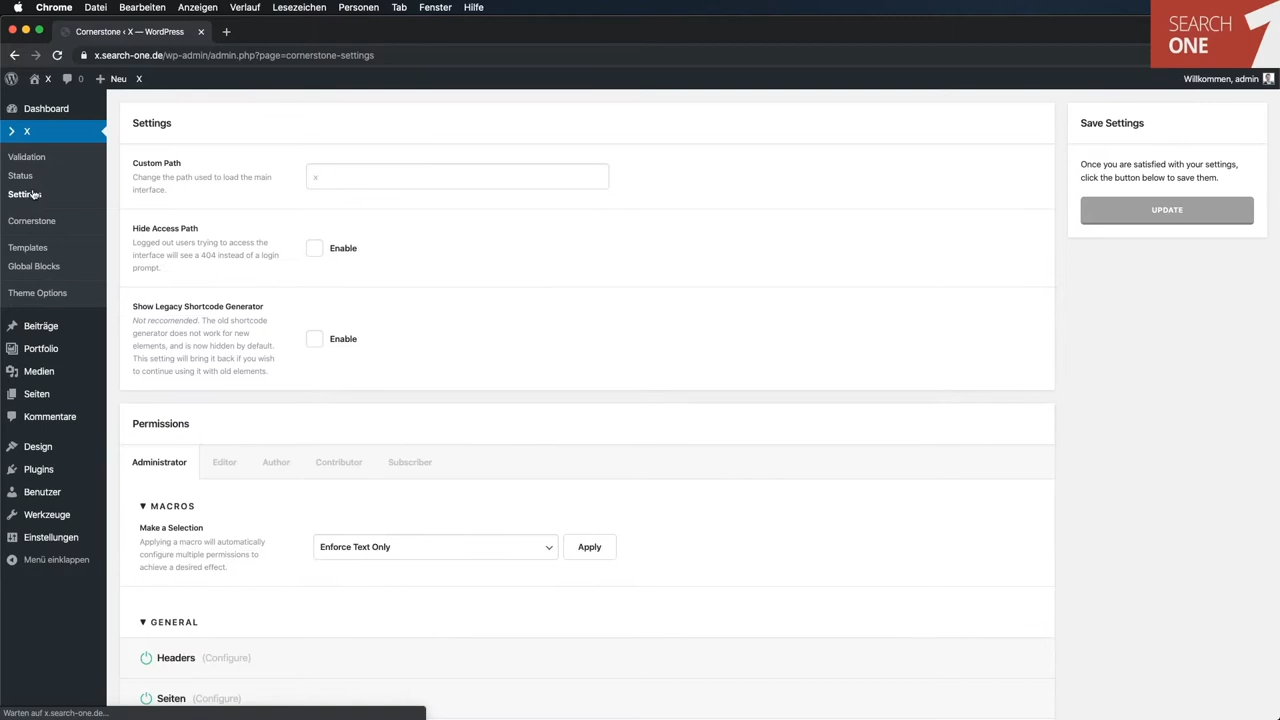 Chrome Datei Bearbeiten Anzeigen Verlauf Lesezeichen Personen Tab Fenster Hilfe
SEARCH
ONE
Cornerstone ‹ X — WordPress
x.search-one.de/wp-admin/admin.php?page=cornerstone-settings
X 0 Neu X
Willkommen, admin
Dashboard
X
Validation
Status
Settings
Cornerstone
Templates
Global Blocks
Theme Options
Beiträge
Portfolio
Medien
Seiten
Kommentare
Design
Plugins
Benutzer
Werkzeuge
Einstellungen
Menü einklappen
Settings
Custom Path
Change the path used to load the main
interface.
x
Hide Access Path
Logged out users trying to access the
interface will see a 404 instead of a login
prompt.
Enable
Show Legacy Shortcode Generator
Not reccomended. The old shortcode
generator does not work for new
elements, and is now hidden by default.
This setting will bring it back if you wish
to continue using it with old elements.
Enable
Save Settings
Once you are satisfied with your settings,
click the button below to save them.
UPDATE
Permissions
Administrator Editor Author Contributor Subscriber
▼ MACROS
Make a Selection
Applying a macro will automatically
configure multiple permissions to
achieve a desired effect.
Enforce Text Only
Apply
▼ GENERAL
Headers (Configure)
Seiten (Configure)
Warten auf x.search-one.de...